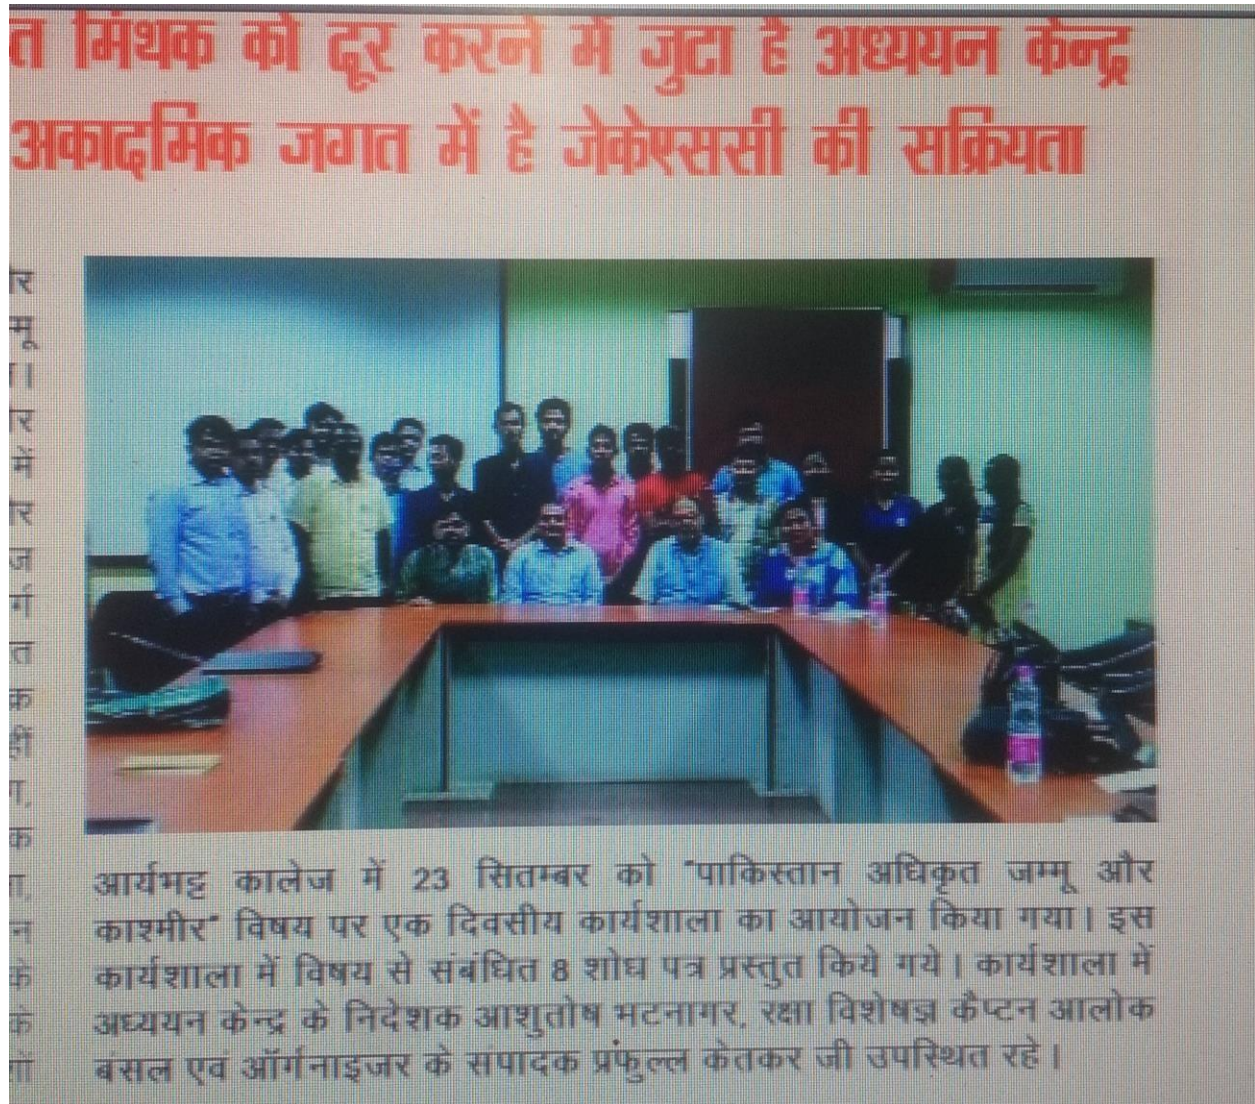 त मिंथक को दूर करने में जुटा है अध्ययन केन्द्र
अकादमिक जगत में है जेकेएससी की सक्रियता
र
मू
।
र
में
र
ज
र्ग
त
क
हीं
ा,
क
ा,
न
के
के
गों
आर्यभट्ट कालेज में 23 सितम्बर को "पाकिस्तान अधिकृत जम्मू और
काश्मीर" विषय पर एक दिवसीय कार्यशाला का आयोजन किया गया। इस
कार्यशाला में विषय से संबंधित 8 शोध पत्र प्रस्तुत किये गये। कार्यशाला में
अध्ययन केन्द्र के निदेशक आशुतोष भटनागर, रक्षा विशेषज्ञ कैप्टन आलोक
बंसल एवं ऑर्गनाइजर के संपादक प्रंफुल्ल केतकर जी उपस्थित रहे।